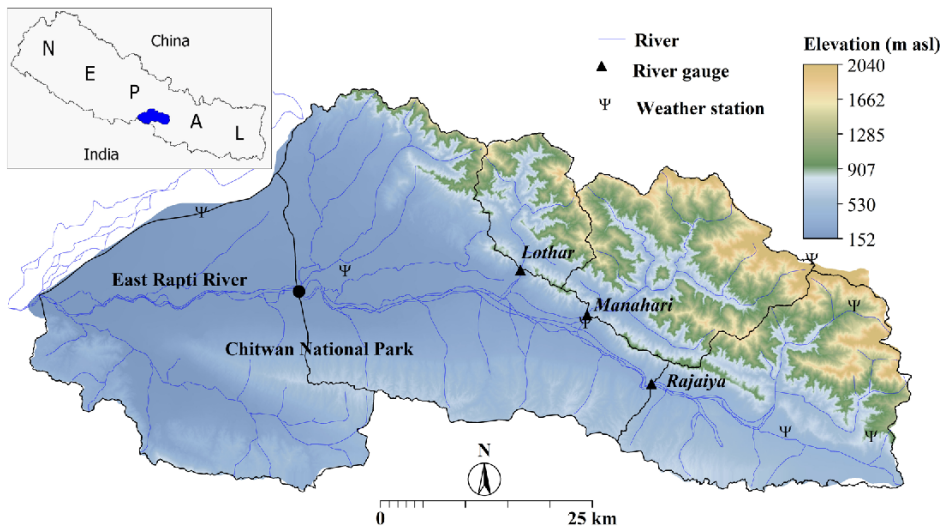 China
N
E
P
A
L
India
River
River gauge
Ψ Weather station
Elevation (m asl)
2040
1662
1285
907
530
152
Ψ
Ψ
Ψ
Ψ
Ψ
Ψ
Ψ
Lothar
East Rapti River
Manahari
Chitwan National Park
Rajaiya
N
0 25 km